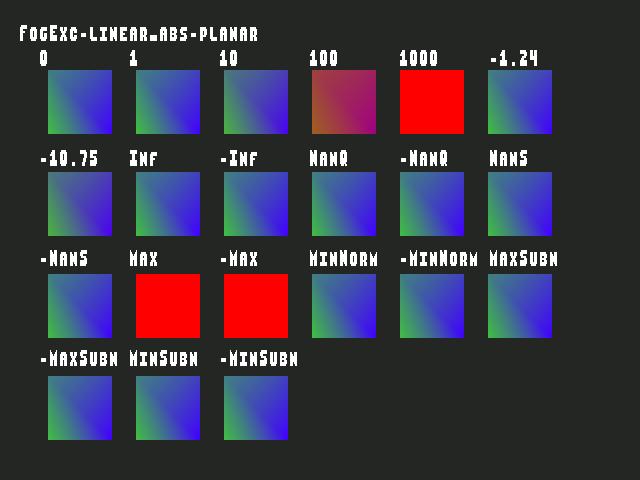 FogExc-linear_abs-planar
0 1 10 100 1000 -1.24
-10.75 Inf -Inf NanQ -NanQ NanS
-NanS Max -Max MinNorm -MinNorm MaxSubN
-MaxSubN MinSubN -MinSubN